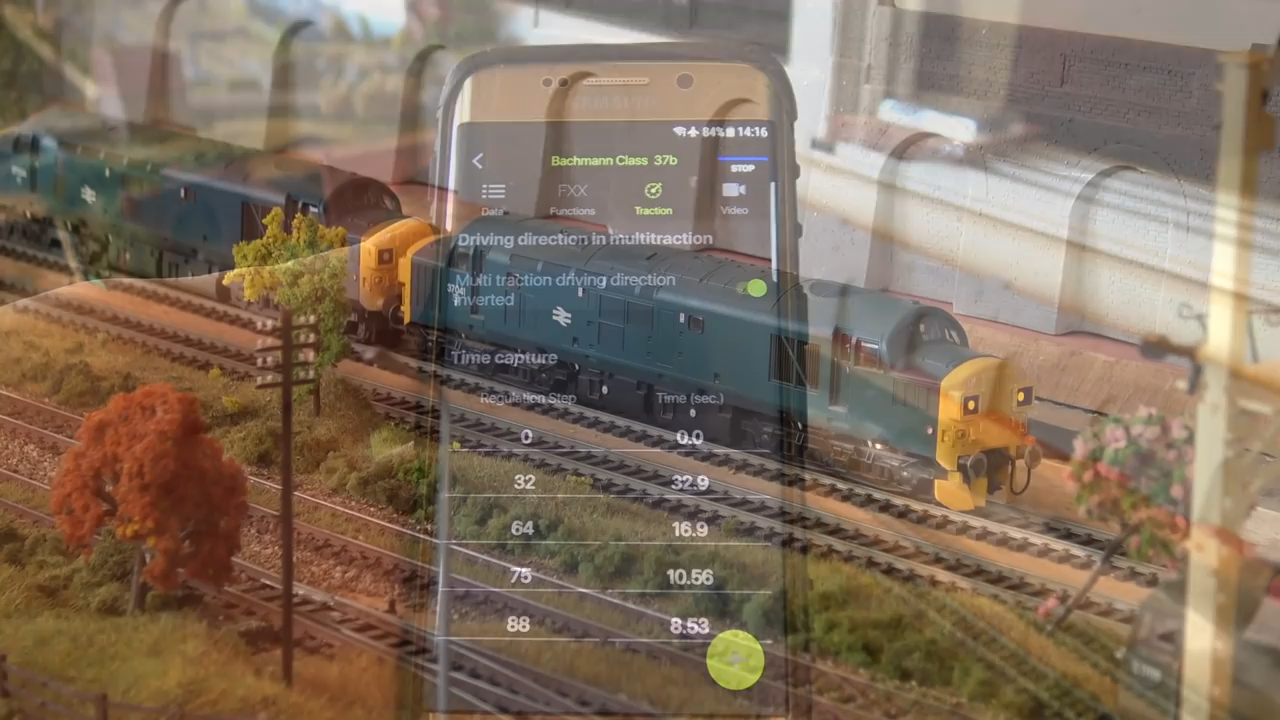 SAMSUNG
84% 14:16
Bachmann Class 37b
STOP
FXX
Data
Functions
Traction
Video
Driving direction in multitraction
Multi traction driving direction
inverted
37041
Time capture
Regulation Step Time (sec.)
0 0.0
32 32.9
64 16.9
75 10.56
88 8.53